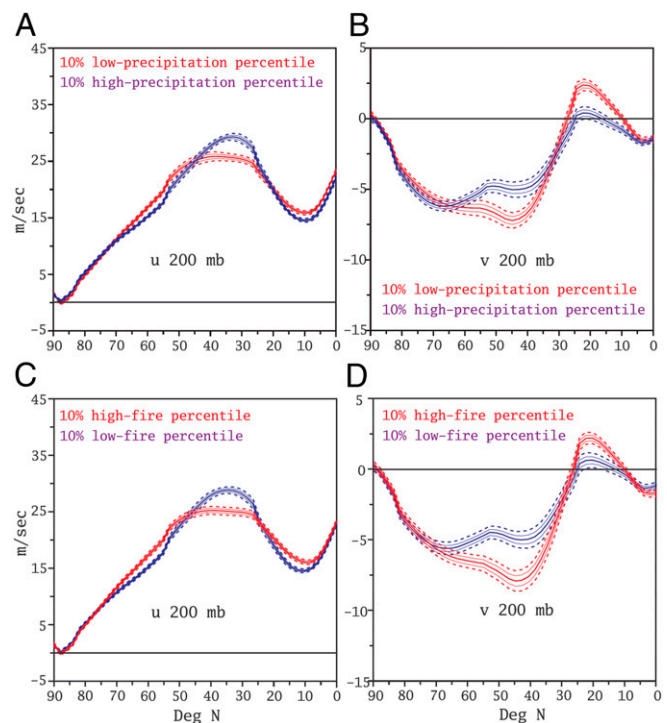 A
45
35
25
15
5
-5
m/sec
10% low-precipitation percentile
10% high-precipitation percentile
u 200 mb
90 80 70 60 50 40 30 20 10 0
B
5
0
-5
-10
-15
v 200 mb
10% low-precipitation percentile
10% high-precipitation percentile
90 80 70 60 50 40 30 20 10 0
C
45
35
25
15
5
-5
m/sec
10% high-fire percentile
10% low-fire percentile
u 200 mb
90 80 70 60 50 40 30 20 10 0
Deg N
D
5
0
-5
-10
-15
10% high-fire percentile
10% low-fire percentile
v 200 mb
90 80 70 60 50 40 30 20 10 0
Deg N